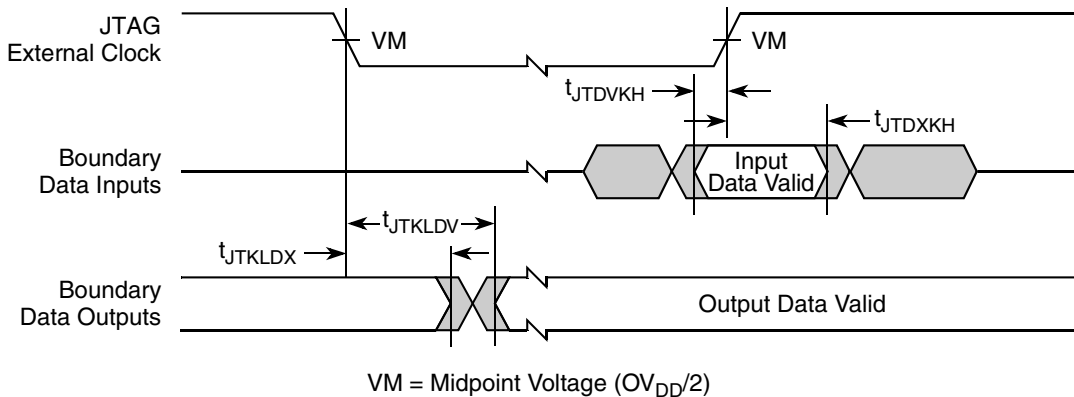 JTAG
External Clock
VM
VM
tJTDVKH
tJTDXKH
Boundary
Data Inputs
Input
Data Valid
tJTKLDV
tJTKLDX
Boundary
Data Outputs
Output Data Valid
VM = Midpoint Voltage (OVDD/2)